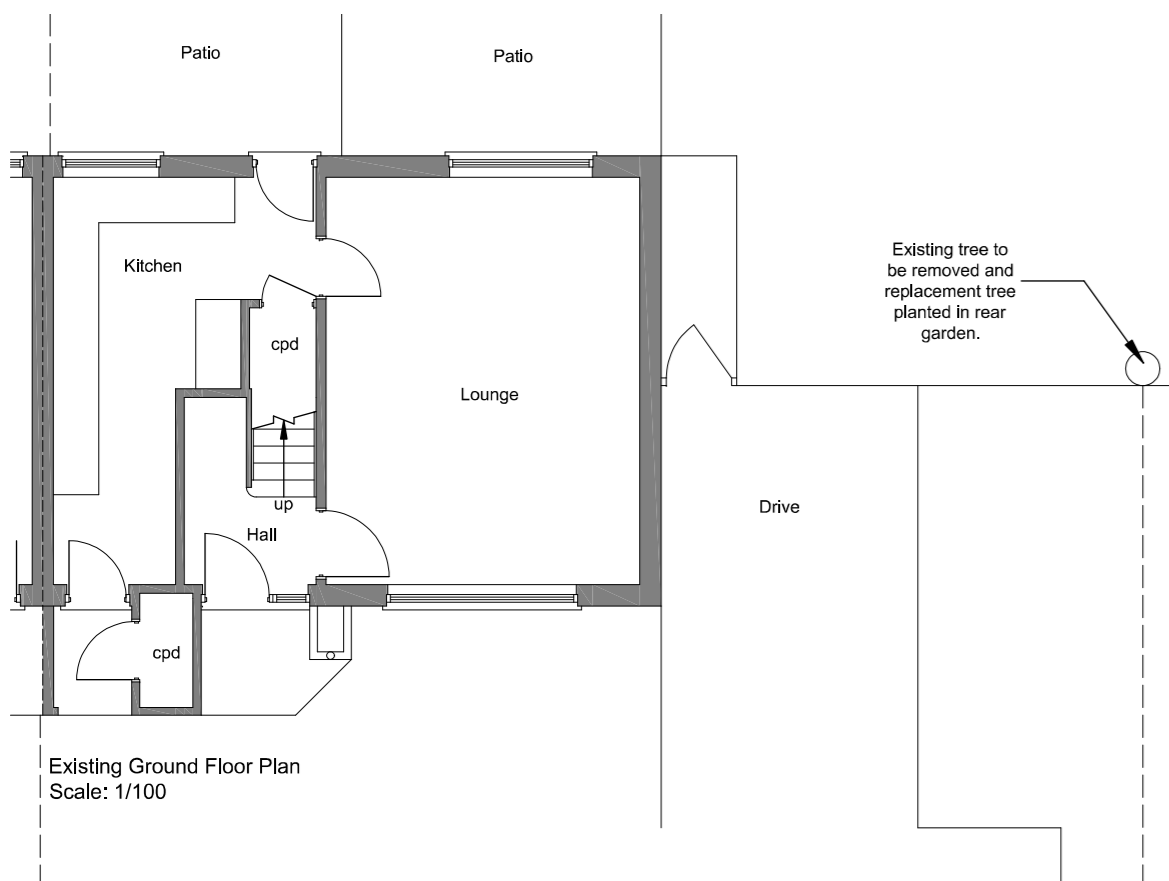 Patio
Patio
Kitchen
Existing tree to
be removed and
replacement tree
planted in rear
garden.
cpd
Lounge
up
Drive
Hall
cpd
Existing Ground Floor Plan
Scale: 1/100